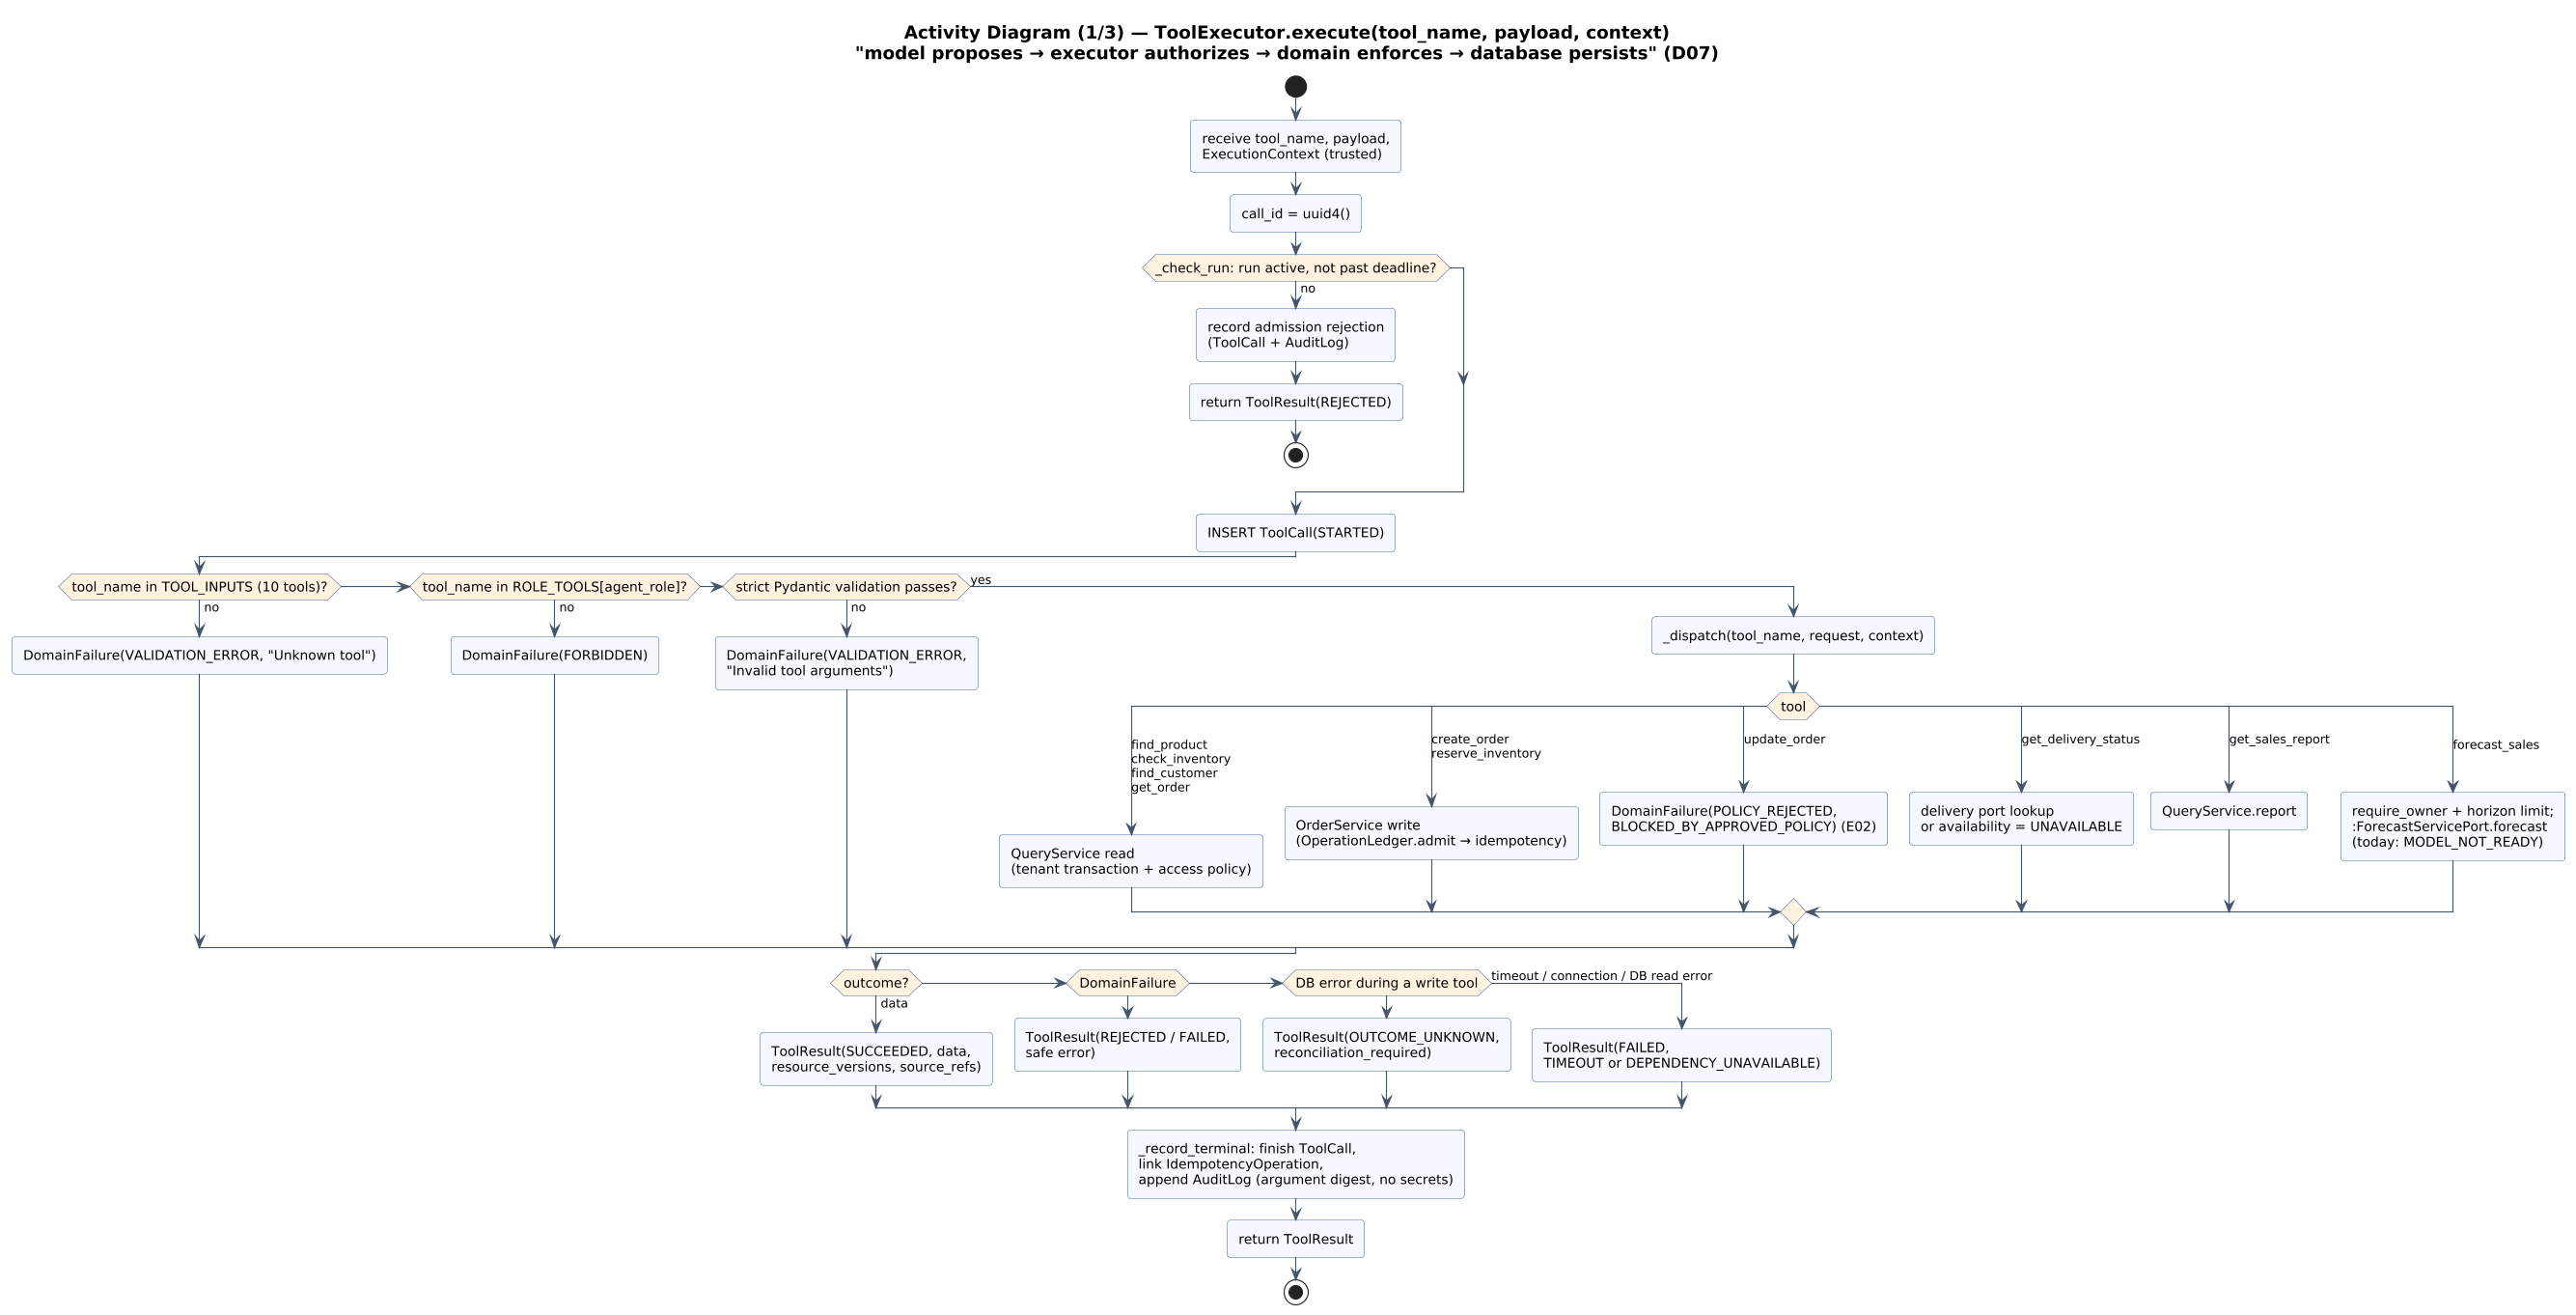 Activity Diagram (1/3) — ToolExecutor.execute(tool_name, payload, context)
"model proposes → executor authorizes → domain enforces → database persists" (D07)
receive tool_name, payload,
ExecutionContext (trusted)
call_id = uuid4()
_check_run: run active, not past deadline?
no
record admission rejection
(ToolCall + AuditLog)
return ToolResult(REJECTED)
INSERT ToolCall(STARTED)
tool_name in TOOL_INPUTS (10 tools)?
no
DomainFailure(VALIDATION_ERROR, "Unknown tool")
tool_name in ROLE_TOOLS[agent_role]?
no
DomainFailure(FORBIDDEN)
strict Pydantic validation passes?
yes
no
DomainFailure(VALIDATION_ERROR,
"Invalid tool arguments")
_dispatch(tool_name, request, context)
tool
find_product
check_inventory
find_customer
get_order
QueryService read
(tenant transaction + access policy)
create_order
reserve_inventory
OrderService write
(OperationLedger.admit → idempotency)
update_order
DomainFailure(POLICY_REJECTED,
BLOCKED_BY_APPROVED_POLICY) (E02)
get_delivery_status
delivery port lookup
or availability = UNAVAILABLE
get_sales_report
QueryService.report
forecast_sales
require_owner + horizon limit;
:ForecastServicePort.forecast
(today: MODEL_NOT_READY)
outcome?
data
ToolResult(SUCCEEDED, data,
resource_versions, source_refs)
DomainFailure
ToolResult(REJECTED / FAILED,
safe error)
DB error during a write tool
ToolResult(OUTCOME_UNKNOWN,
reconciliation_required)
timeout / connection / DB read error
ToolResult(FAILED,
TIMEOUT or DEPENDENCY_UNAVAILABLE)
_record_terminal: finish ToolCall,
link IdempotencyOperation,
append AuditLog (argument digest, no secrets)
return ToolResult